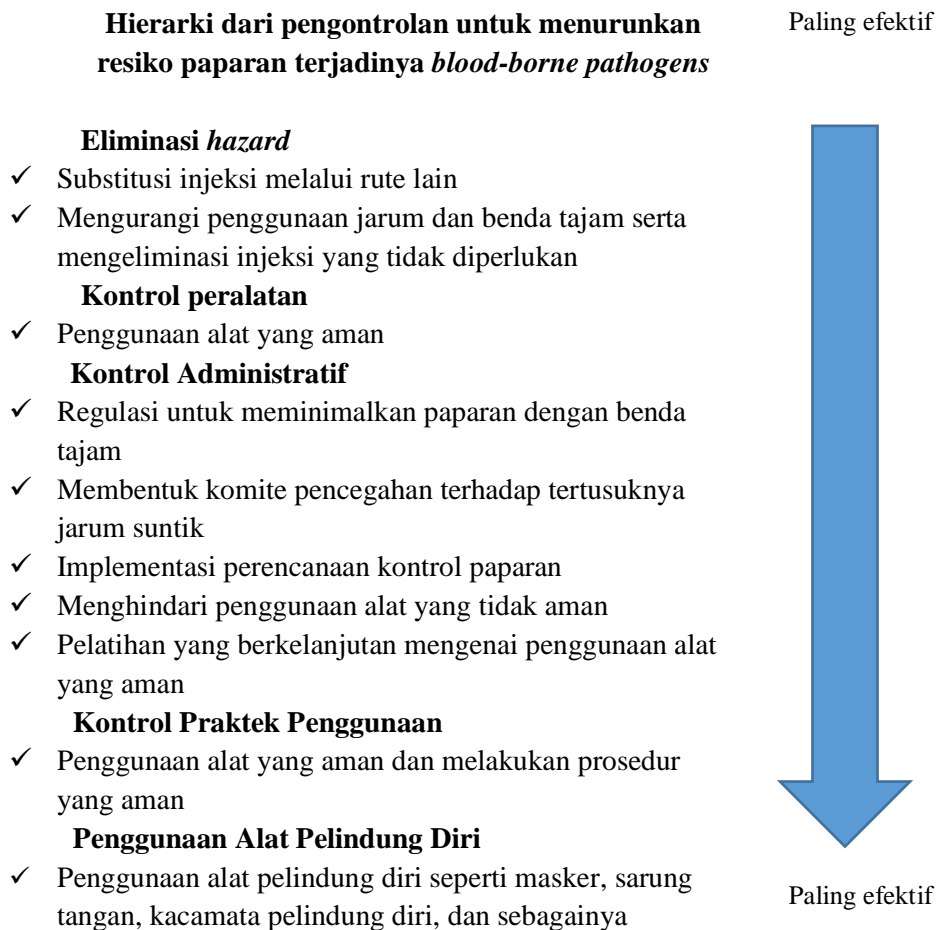 Hierarki dari pengontrolan untuk menurunkan
resiko paparan terjadinya blood-borne pathogens
Paling efektif
Eliminasi hazard
✓ Substitusi injeksi melalui rute lain
✓ Mengurangi penggunaan jarum dan benda tajam serta
mengeliminasi injeksi yang tidak diperlukan
Kontrol peralatan
✓ Penggunaan alat yang aman
Kontrol Administratif
✓ Regulasi untuk meminimalkan paparan dengan benda
tajam
✓ Membentuk komite pencegahan terhadap tertusuknya
jarum suntik
✓ Implementasi perencanaan kontrol paparan
✓ Menghindari penggunaan alat yang tidak aman
✓ Pelatihan yang berkelanjutan mengenai penggunaan alat
yang aman
Kontrol Praktek Penggunaan
✓ Penggunaan alat yang aman dan melakukan prosedur
yang aman
Penggunaan Alat Pelindung Diri
✓ Penggunaan alat pelindung diri seperti masker, sarung
tangan, kacamata pelindung diri, dan sebagainya
Paling efektif